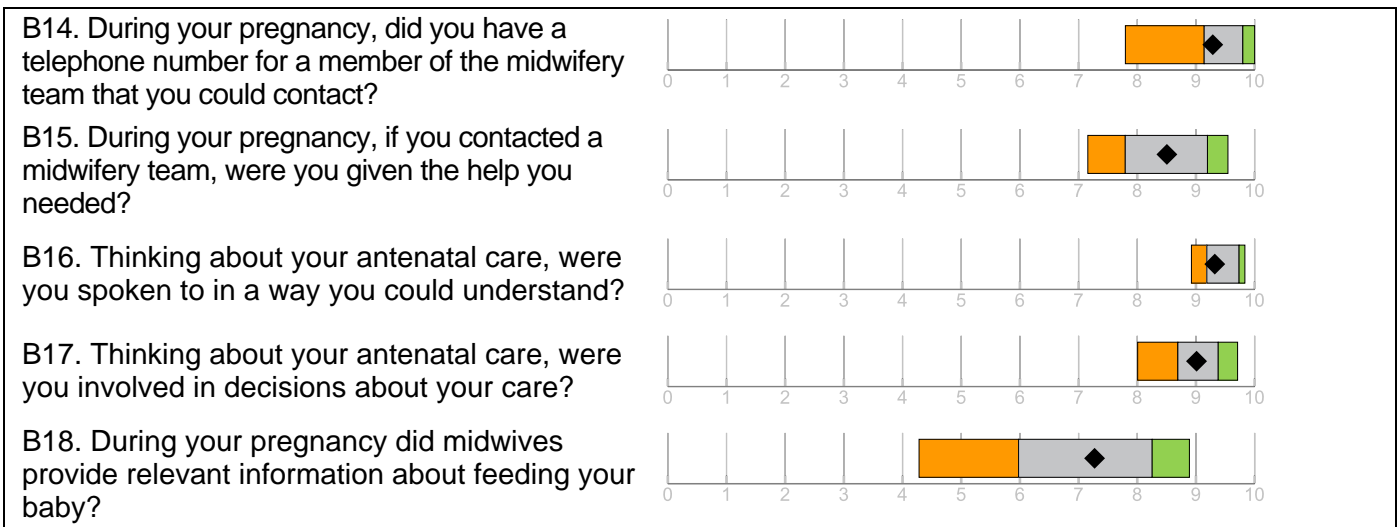 B14. During your pregnancy, did you have a
telephone number for a member of the midwifery
team that you could contact?
0 1 2 3 4 5 6 7 8 9 10
B15. During your pregnancy, if you contacted a
midwifery team, were you given the help you
needed?
0 1 2 3 4 5 6 7 8 9 10
B16. Thinking about your antenatal care, were
you spoken to in a way you could understand?
0 1 2 3 4 5 6 7 8 9 10
B17. Thinking about your antenatal care, were
you involved in decisions about your care?
0 1 2 3 4 5 6 7 8 9 10
B18. During your pregnancy did midwives
provide relevant information about feeding your
baby?
0 1 2 3 4 5 6 7 8 9 10